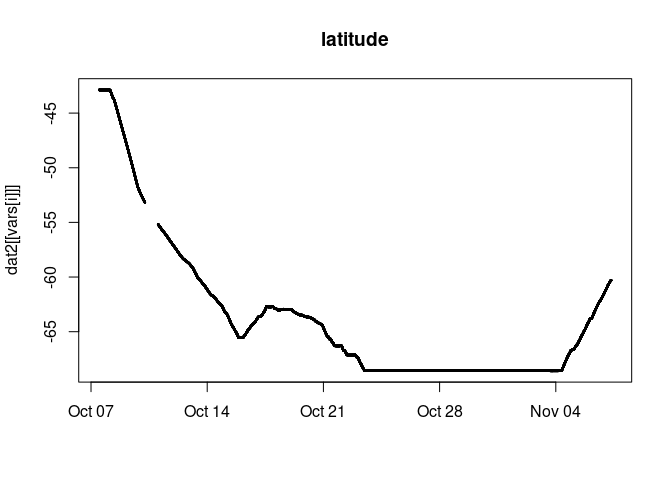 latitude
dat2[[vars[i]]]
-45
-50
-55
-60
-65
Oct 07
Oct 14
Oct 21
Oct 28
Nov 04